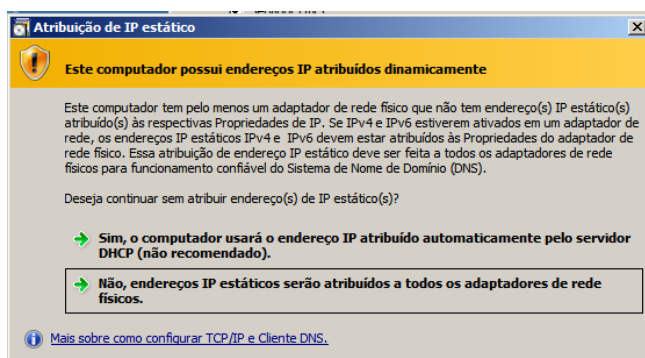 Atribuição de IP estático
Este computador possui endereços IP atribuídos dinamicamente
Este computador tem pelo menos um adaptador de rede físico que não tem endereço(s) IP estático(s)
atribuído(s) às respectivas Propriedades de IP. Se IPv4 e IPv6 estiverem ativados em um adaptador de
rede, os endereços IP estáticos IPv4 e IPv6 devem estar atribuídos às Propriedades do adaptador de
rede físico. Essa atribuição de endereço IP estático deve ser feita a todos os adaptadores de rede
físicos para funcionamento confiável do Sistema de Nome de Domínio (DNS).
Deseja continuar sem atribuir endereço(s) de IP estático(s)?
Sim, o computador usará o endereço IP atribuído automaticamente pelo servidor
DHCP (não recomendado).
Não, endereços IP estáticos serão atribuídos a todos os adaptadores de rede
físicos.
Mais sobre como configurar TCP/IP e Cliente DNS.